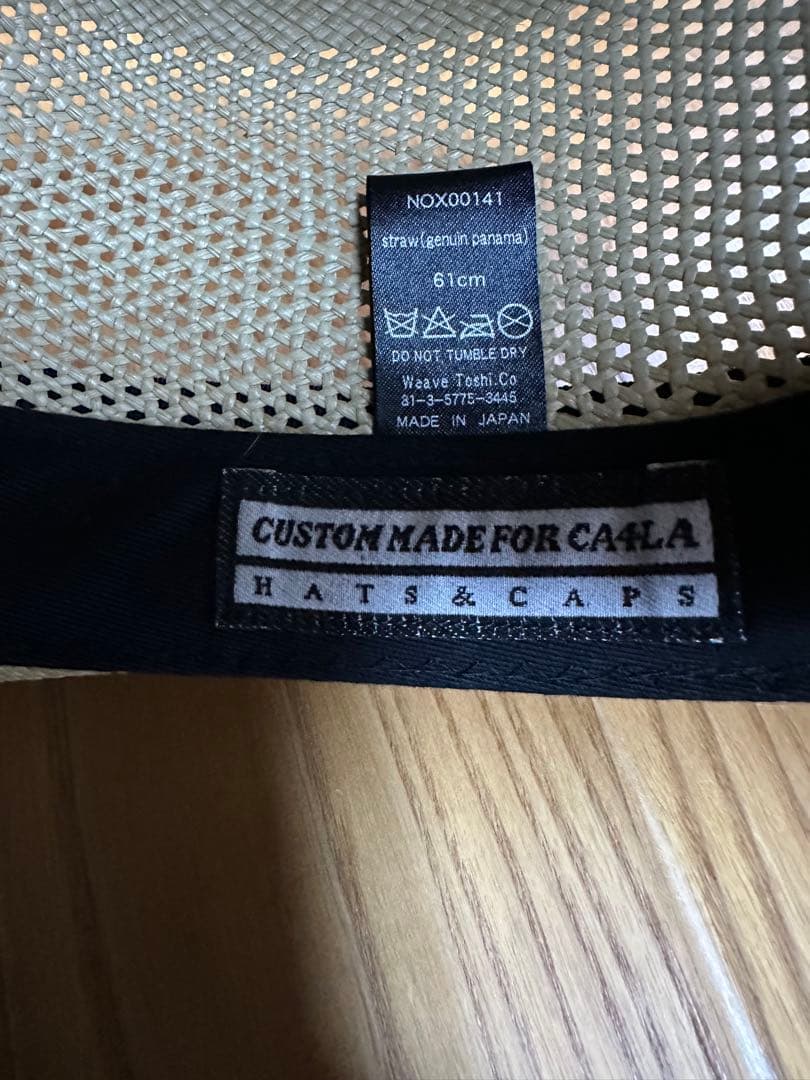 NOX00141
straw(genuin panama)
61cm
DO NOT TUMBLE DRY
Weave Toshi.Co
81-3-5775-3445
MADE IN JAPAN
CUSTOM MADE FOR CA4LA
HATS & CAPS